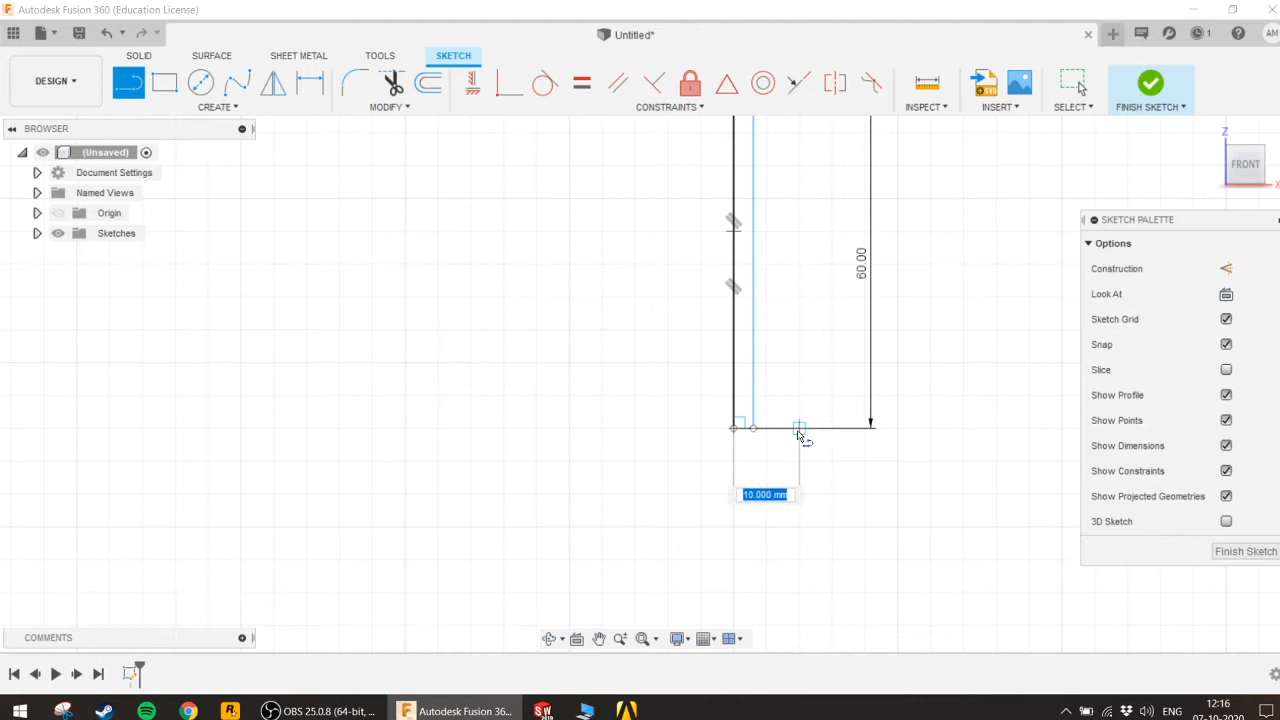 Autodesk Fusion 360 (Education License)
Untitled*
1
AM
SOLID SURFACE SHEET METAL TOOLS SKETCH
DESIGN
CREATE MODIFY CONSTRAINTS INSPECT INSERT SELECT FINISH SKETCH
BROWSER
(Unsaved)
Document Settings
Named Views
Origin
Sketches
60.00
10.000 mm
Z
FRONT
X
SKETCH PALETTE
Options
Construction
Look At
Sketch Grid
Snap
Slice
Show Profile
Show Points
Show Dimensions
Show Constraints
Show Projected Geometries
3D Sketch
Finish Sketch
COMMENTS
OBS 25.0.8 (64-bit, ...
Autodesk Fusion 36...
ENG
12:16
07-10-2020